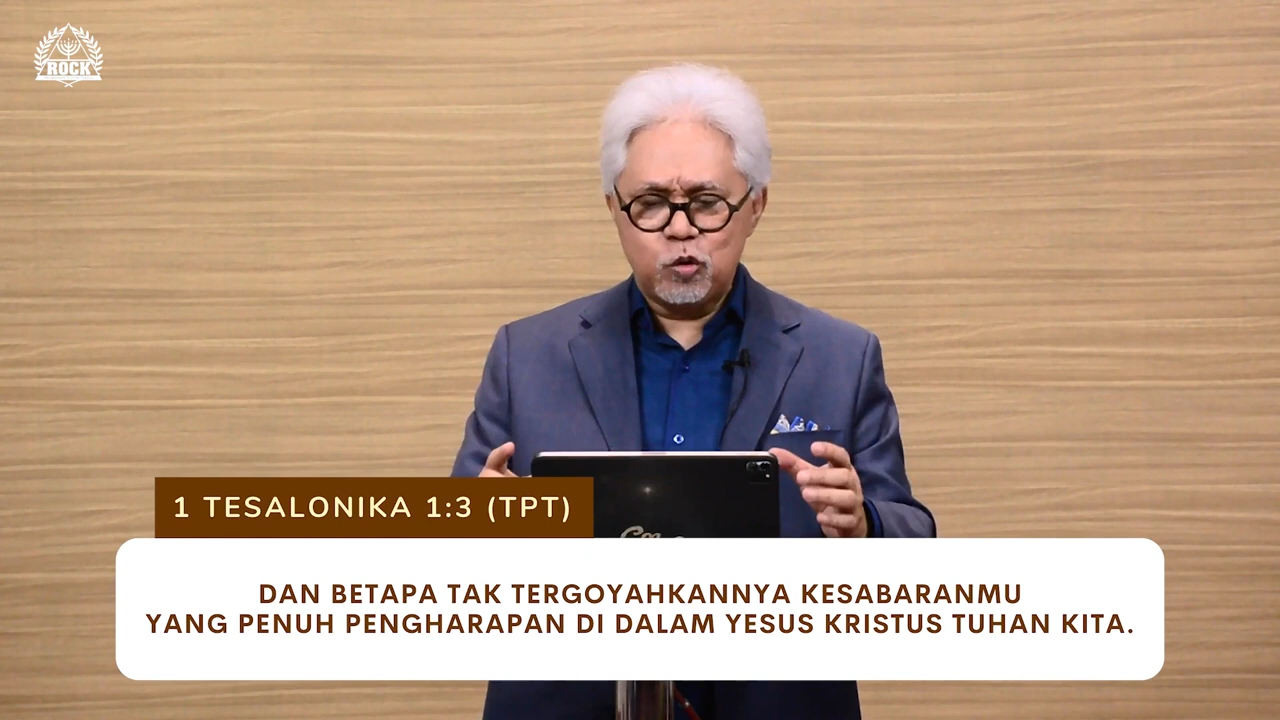 ROCK
1 TESALONIKA 1:3 (TPT)
DAN BETAPA TAK TERGOYAHKANNYA KESABARANMU
YANG PENUH PENGHARAPAN DI DALAM YESUS KRISTUS TUHAN KITA.